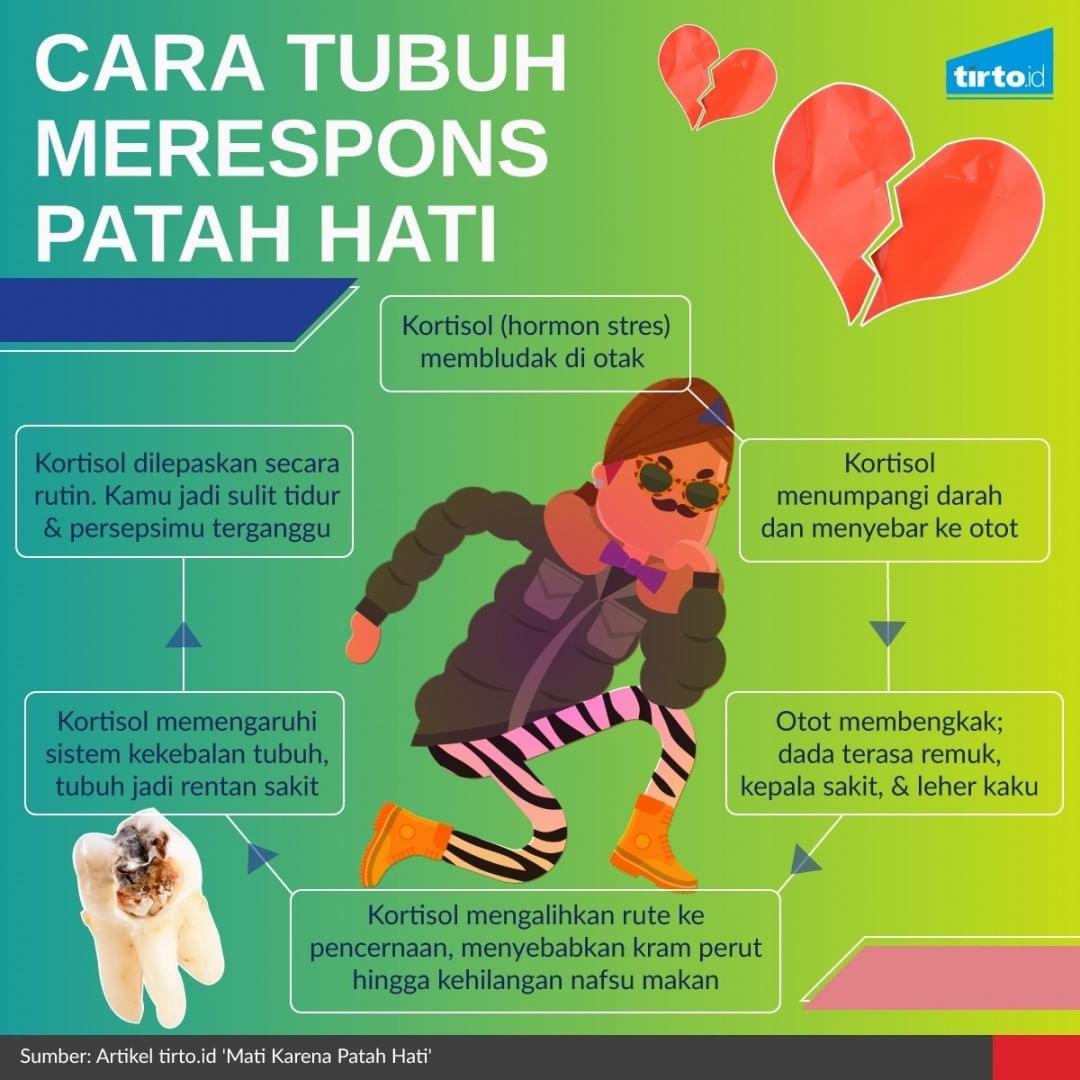 CARA TUBUH
MERESPONS
PATAH HATI
tirto.id
Kortisol (hormon stres)
membludak di otak
Kortisol
menumpangi darah
dan menyebar ke otot
Otot membengkak;
dada terasa remuk,
kepala sakit, & leher kaku
Kortisol mengalihkan rute ke
pencernaan, menyebabkan kram perut
hingga kehilangan nafsu makan
Kortisol memengaruhi
sistem kekebalan tubuh,
tubuh jadi rentan sakit
Kortisol dilepaskan secara
rutin. Kamu jadi sulit tidur
& persepsimu terganggu
Sumber: Artikel tirto.id 'Mati Karena Patah Hati'